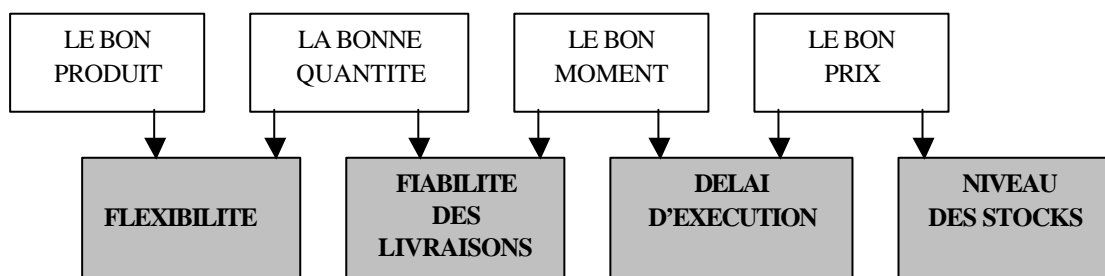 LE BON
PRODUIT
LA BONNE
QUANTITE
LE BON
MOMENT
LE BON
PRIX
FLEXIBILITE
FIABILITE
DES
LIVRAISONS
DELAI
D'EXECUTION
NIVEAU
DES STOCKS